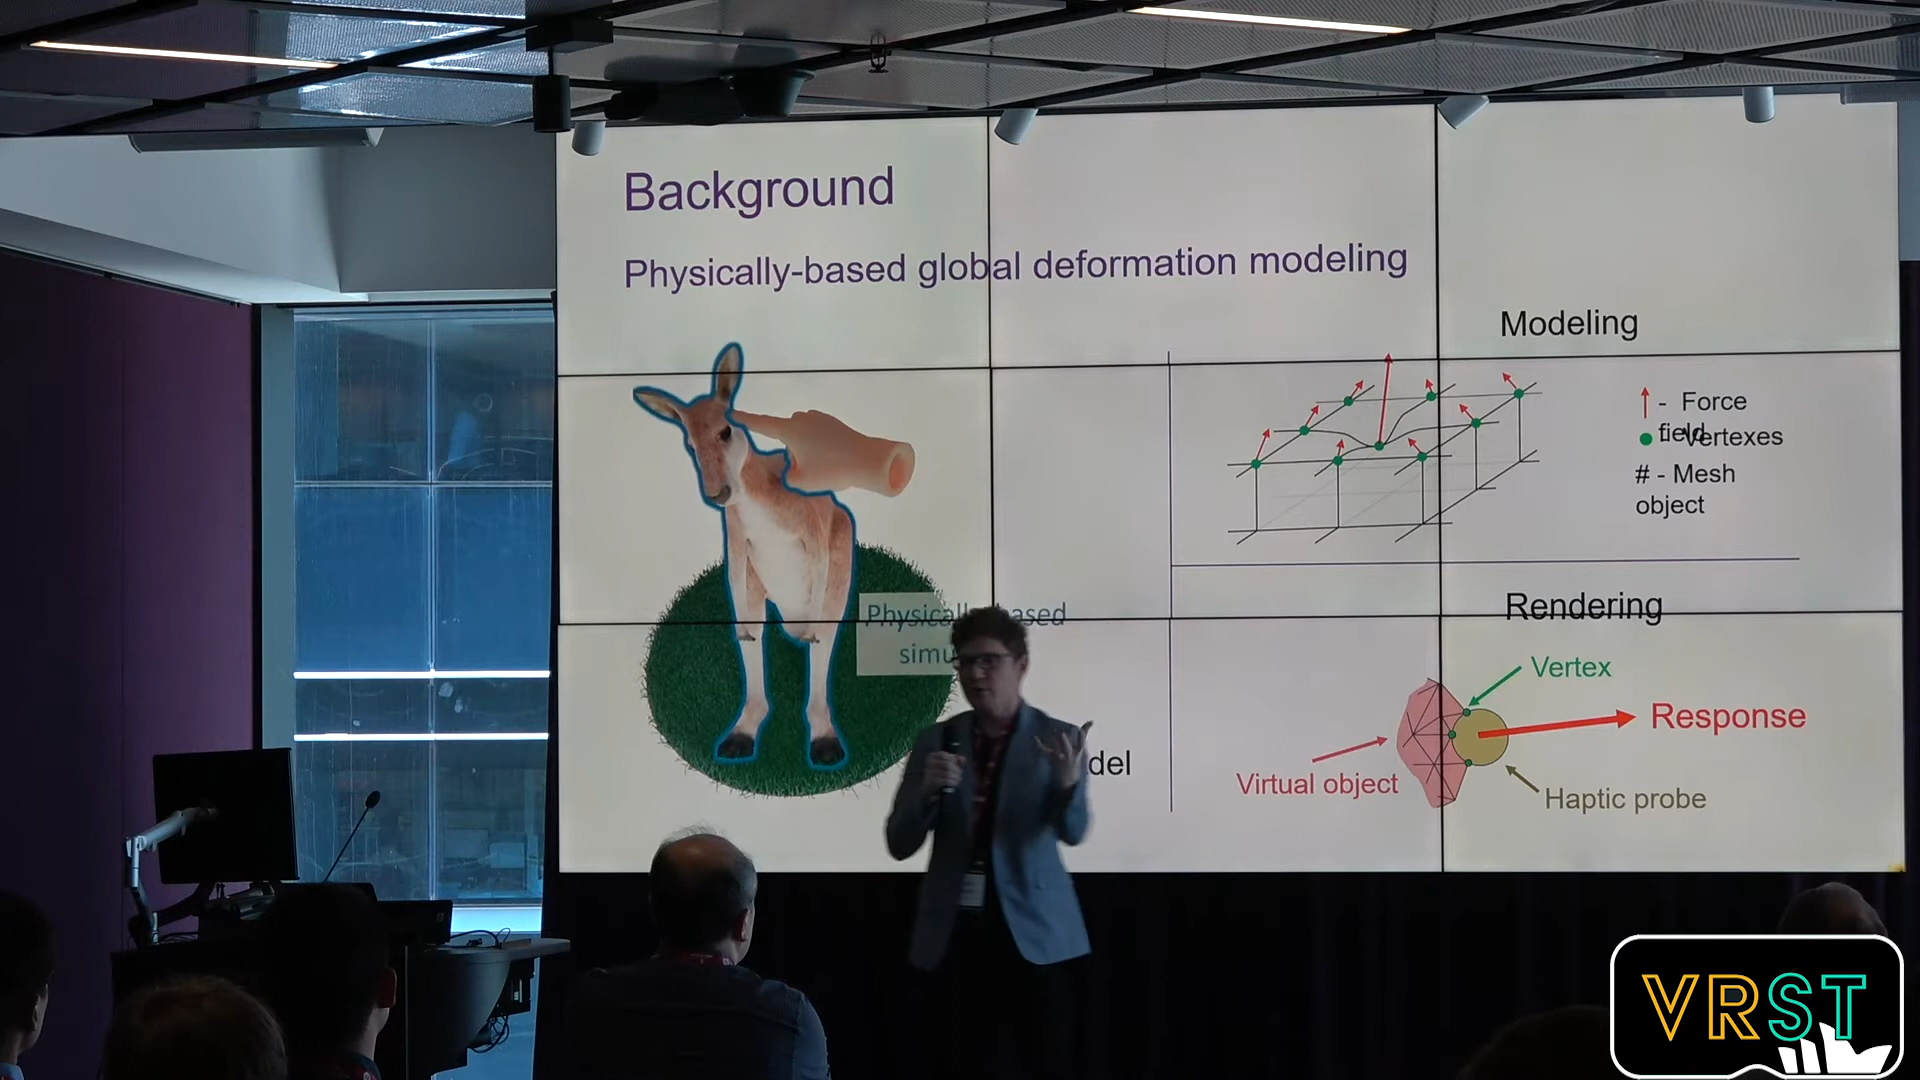 Background
Physically-based global deformation modeling
Modeling
- Force
field
- Vertexes
# - Mesh
object
Rendering
Vertex
Response
Virtual object
Haptic probe
VRST